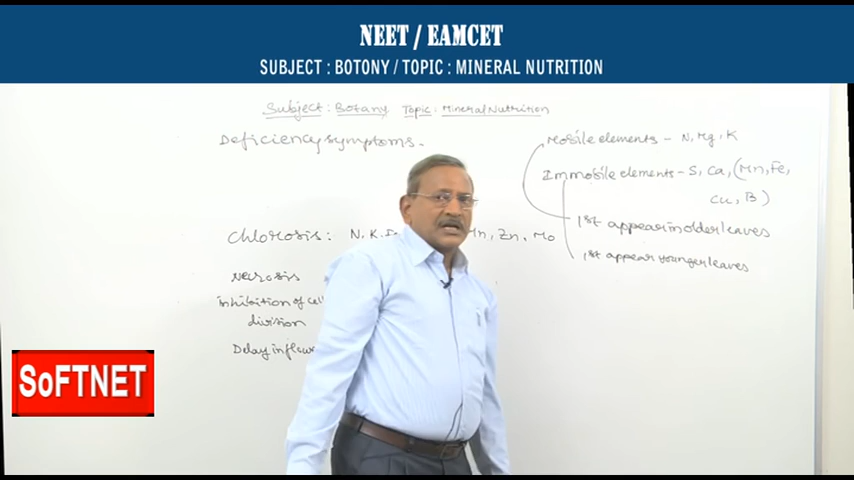 NEET / EAMCET
SUBJECT : BOTONY / TOPIC : MINERAL NUTRITION
Subject : Botany Topic : Mineral Nutrition
Deficiency symptoms.
Mobile elements - N, Mg, K
Immobile elements - S, Ca, (Mn, Fe,
Cu, B)
1st appear in older leaves
1st appear younger leaves
Chlorosis : N, K, Zn, Mo
Necrosis
inhibition of cell
division
Delay in
SoFTNET